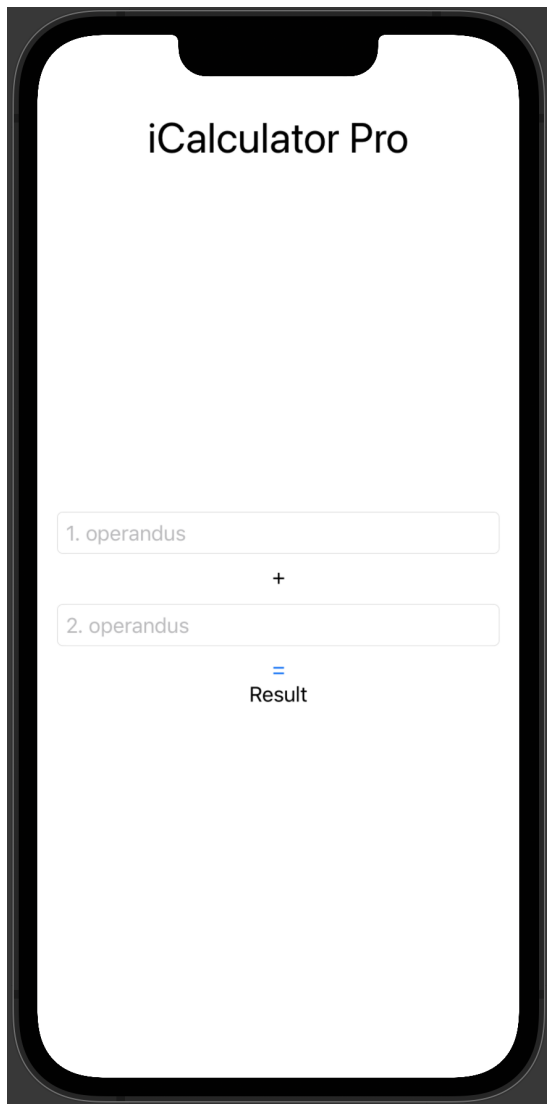 iCalculator Pro
1. operandus
+
2. operandus
=
Result